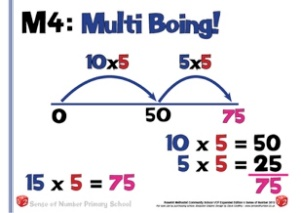 M4: Multi Boing!
10x5 5x5
0 50 75
10 x 5 = 50
5 x 5 = 25
75
15 x 5 = 75
Sense of Number Primary School